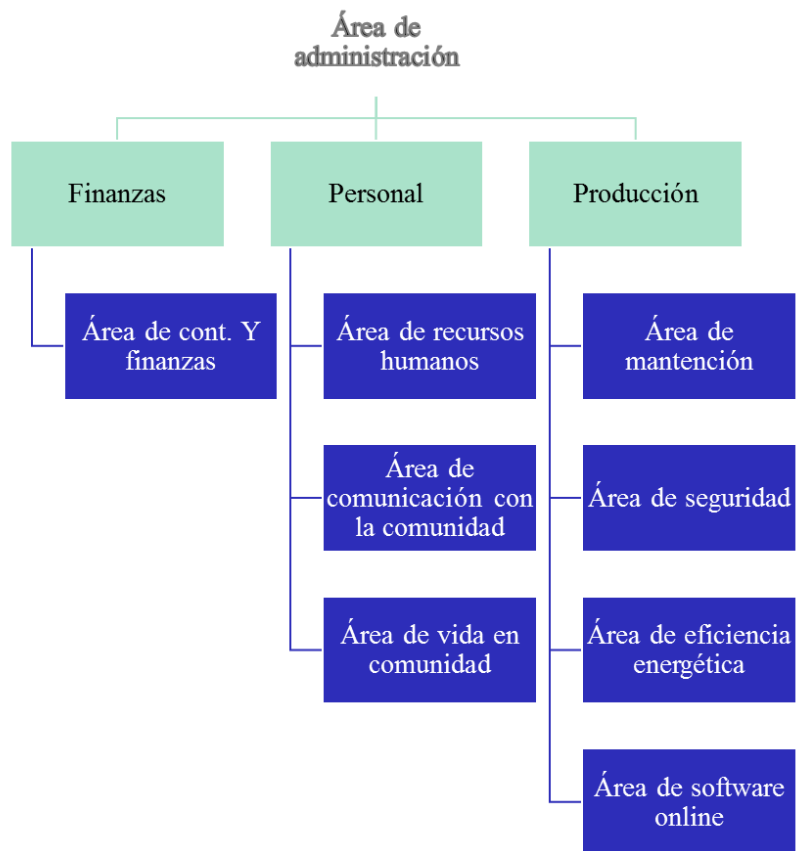 Área de
administración
Finanzas
Personal
Producción
Área de cont. Y
finanzas
Área de recursos
humanos
Área de
mantención
Área de
comunicación con
la comunidad
Área de seguridad
Área de vida en
comunidad
Área de eficiencia
energética
Área de software
online